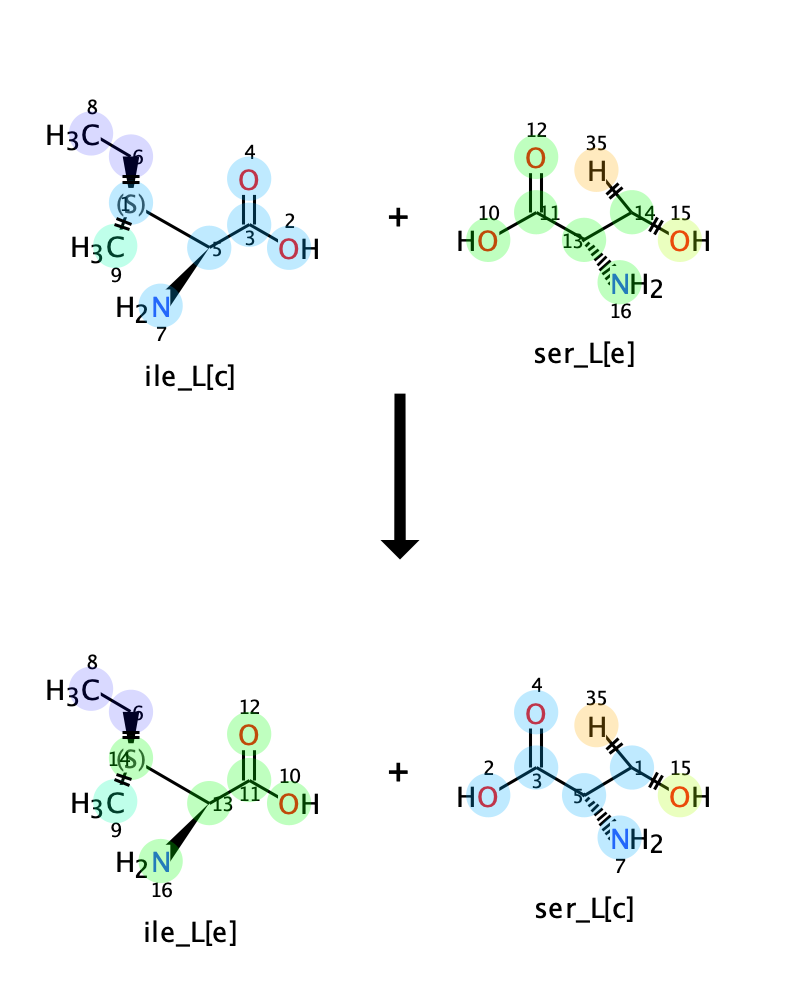 8
H3C
6
4
O
1 (S)
2
3
OH
H3C
9
5
H2N
7
ile_L[c]
+
12
O
35
H
10
11
14
15
HO
13
OH
NH2
16
ser_L[e]
8
H3C
6
12
O
14 (S)
10
11
OH
H3C
9
13
H2N
16
ile_L[e]
+
4
O
35
H
2
3
1
15
HO
5
OH
NH2
7
ser_L[c]